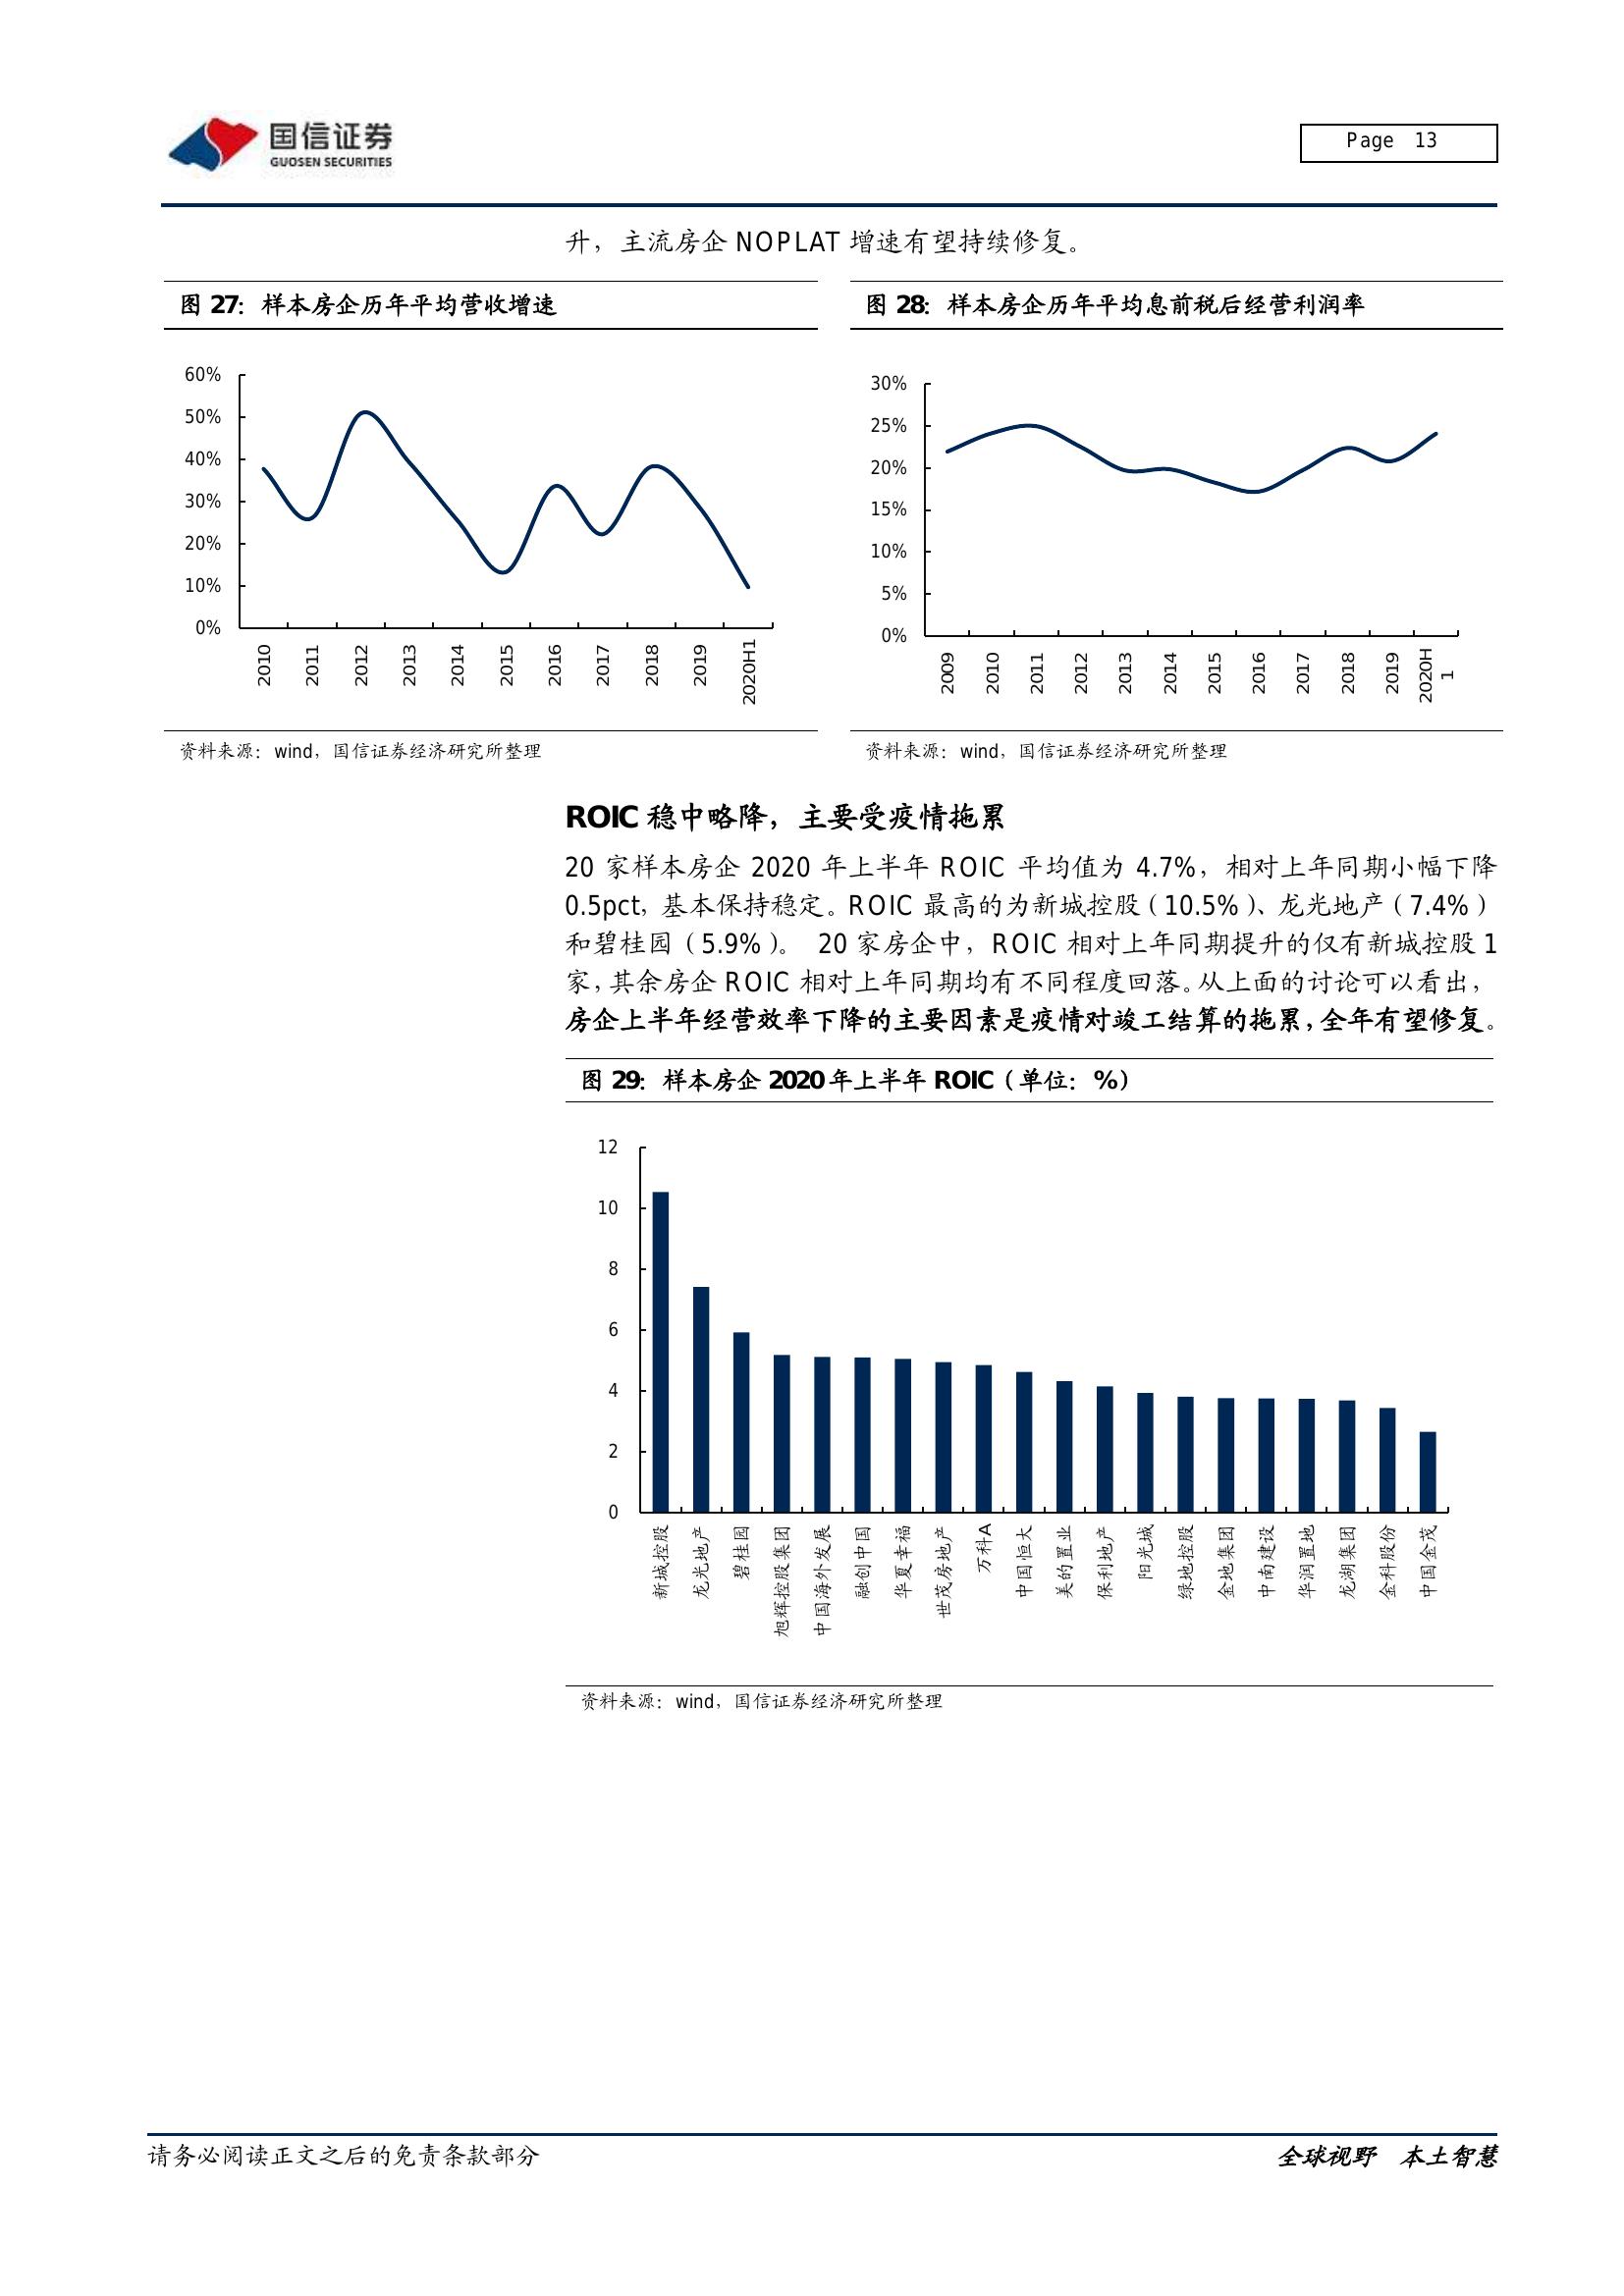 国信证券
GUOSEN SECURITIES
Page 13
升，主流房企 NOPLAT 增速有望持续修复。
图 27：样本房企历年平均营收增速
60%
50%
40%
30%
20%
10%
0%
2010
2011
2012
2013
2014
2015
2016
2017
2018
2019
2020H1
资料来源：wind，国信证券经济研究所整理
图 28：样本房企历年平均息前税后经营利润率
30%
25%
20%
15%
10%
5%
0%
2009
2010
2011
2012
2013
2014
2015
2016
2017
2018
2019
2020H
1
资料来源：wind，国信证券经济研究所整理
ROIC 稳中略降，主要受疫情拖累
20 家样本房企 2020 年上半年 ROIC 平均值为 4.7%，相对上年同期小幅下降
0.5pct，基本保持稳定。ROIC 最高的为新城控股（10.5%）、龙光地产（7.4%）
和碧桂园（5.9%）。 20 家房企中，ROIC 相对上年同期提升的仅有新城控股 1
家，其余房企 ROIC 相对上年同期均有不同程度回落。从上面的讨论可以看出，
房企上半年经营效率下降的主要因素是疫情对竣工结算的拖累，全年有望修复。
图 29：样本房企 2020 年上半年 ROIC（单位：%）
12
10
8
6
4
2
0
新城控股
龙光地产
碧桂园
旭辉控股集团
中国海外发展
融创中国
华夏幸福
世茂房地产
万科A
中国恒大
美的置业
保利地产
阳光城
绿地控股
金地集团
中南建设
华润置地
龙湖集团
金科股份
中国金茂
资料来源：wind，国信证券经济研究所整理
请务必阅读正文之后的免责条款部分
全球视野 本土智慧